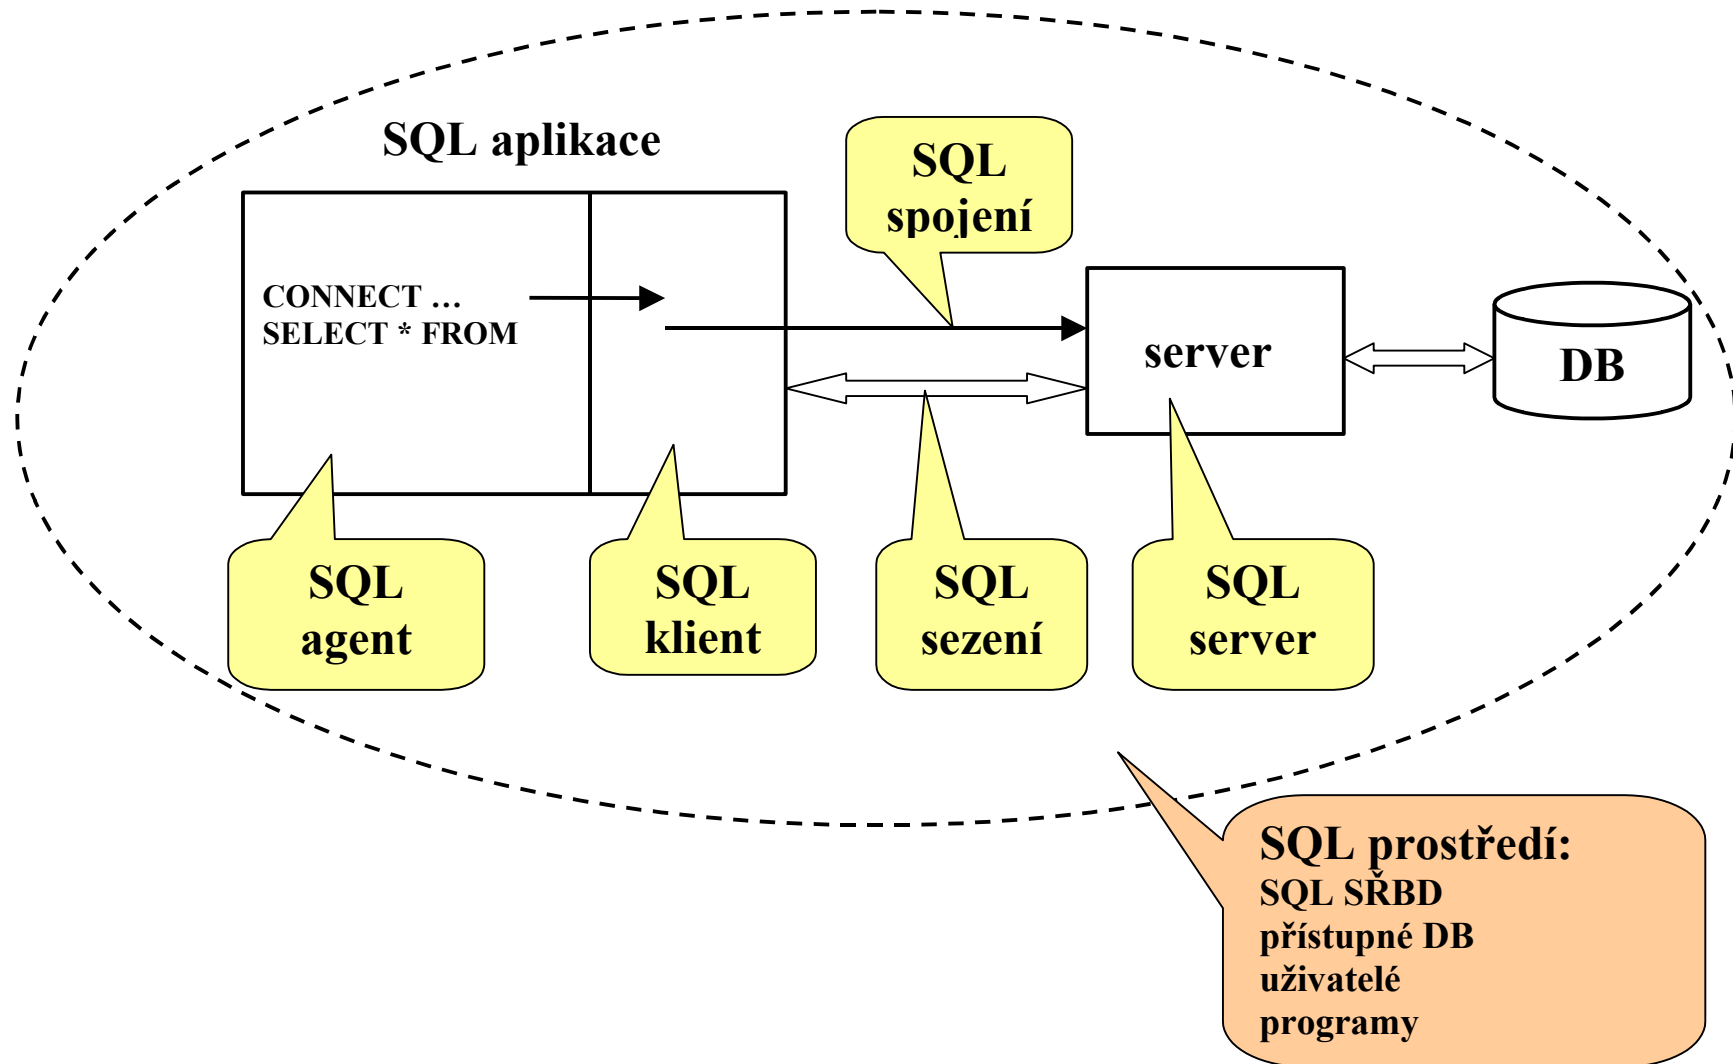 SQL aplikace
SQL
spojení
CONNECT …
SELECT * FROM
server
DB
SQL
agent
SQL
klient
SQL
sezení
SQL
server
SQL prostředí:
SQL SŘBD
přístupné DB
uživatelé
programy